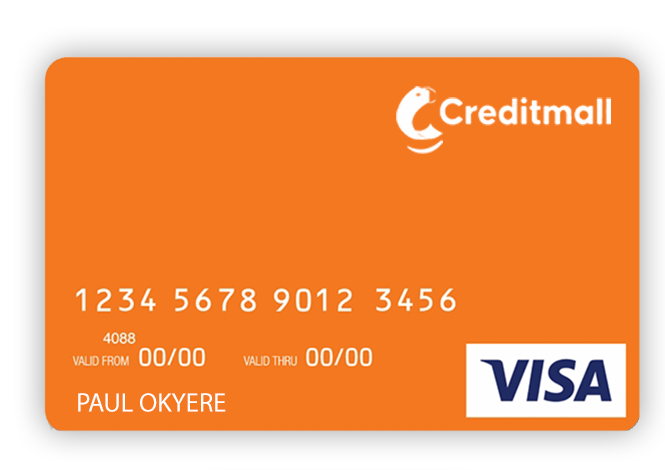 Creditmall
1234 5678 9012 3456
4088
VALID FROM 00/00 VALID THRU 00/00
PAUL OKYERE
VISA